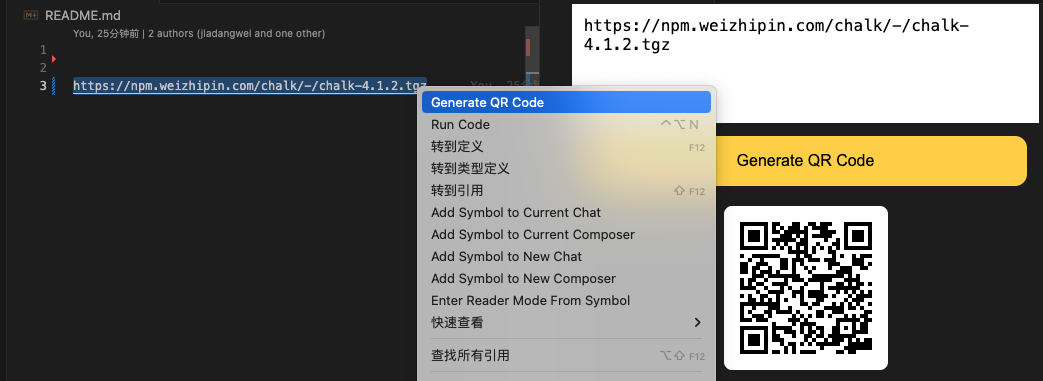 README.md
You, 25分钟前 | 2 authors (jiadangwei and one other)
1
2
3 https://npm.weizhipin.com/chalk/-/chalk-4.1.2.tgz You, 25分
Generate QR Code
Run Code ⌃⌥N
转到定义 F12
转到类型定义
转到引用 ⇧F12
Add Symbol to Current Chat
Add Symbol to Current Composer
Add Symbol to New Chat
Add Symbol to New Composer
Enter Reader Mode From Symbol
快速查看
查找所有引用 ⌥⇧F12
https://npm.weizhipin.com/chalk/-/chalk-
4.1.2.tgz
Generate QR Code